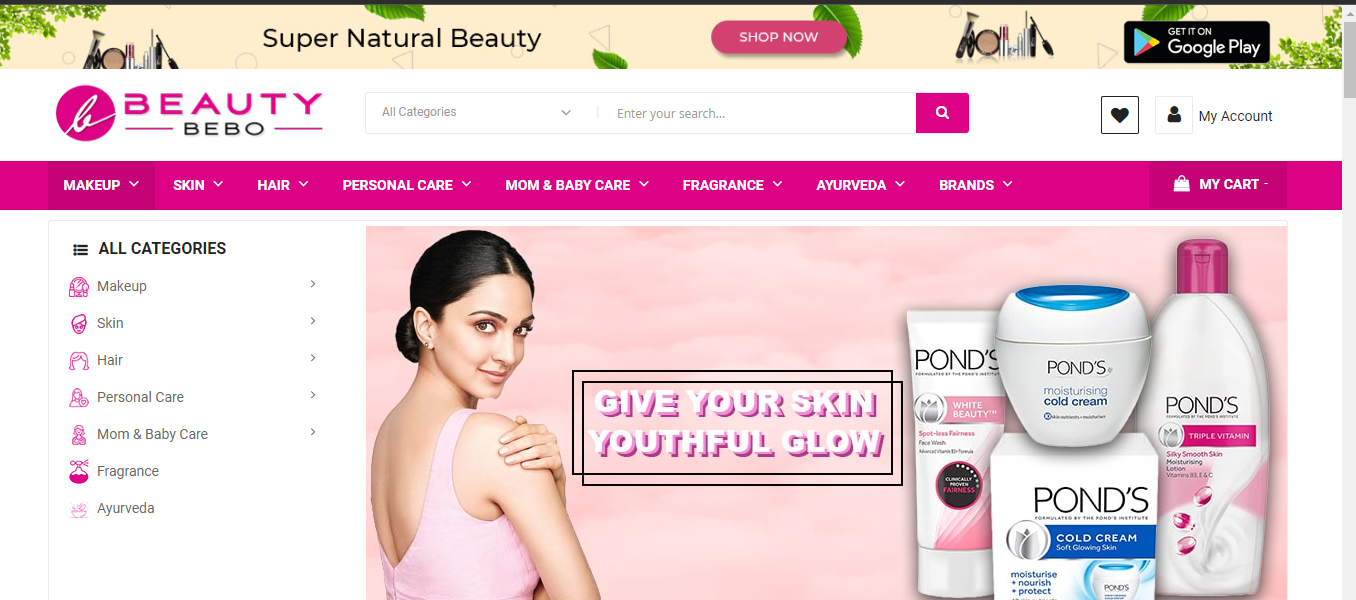 Super Natural Beauty
SHOP NOW
GET IT ON
Google Play
b BEAUTY
BEBO
All Categories
Enter your search...
My Account
MAKEUP
SKIN
HAIR
PERSONAL CARE
MOM & BABY CARE
FRAGRANCE
AYURVEDA
BRANDS
MY CART -
ALL CATEGORIES
Makeup
Skin
Hair
Personal Care
Mom & Baby Care
Fragrance
Ayurveda
GIVE YOUR SKIN
YOUTHFUL GLOW
POND'S
FORMULATED BY THE POND'S INSTITUTE
WHITE
BEAUTY™
Spot-less Fairness
Face Wash
Advanced Vitamin B3+ Formula
CLINICALLY
PROVEN
FAIRNESS
POND'S
moisturising
cold cream
POND'S
FORMULATED BY THE POND'S INSTITUTE
TRIPLE VITAMIN
Silky Smooth Skin
Moisturising
Lotion
Vitamins B3, E & C
POND'S
FORMULATED BY THE POND'S INSTITUTE
COLD CREAM
Soft Glowing Skin
moisturise
+ nourish
+ protect
POND'S